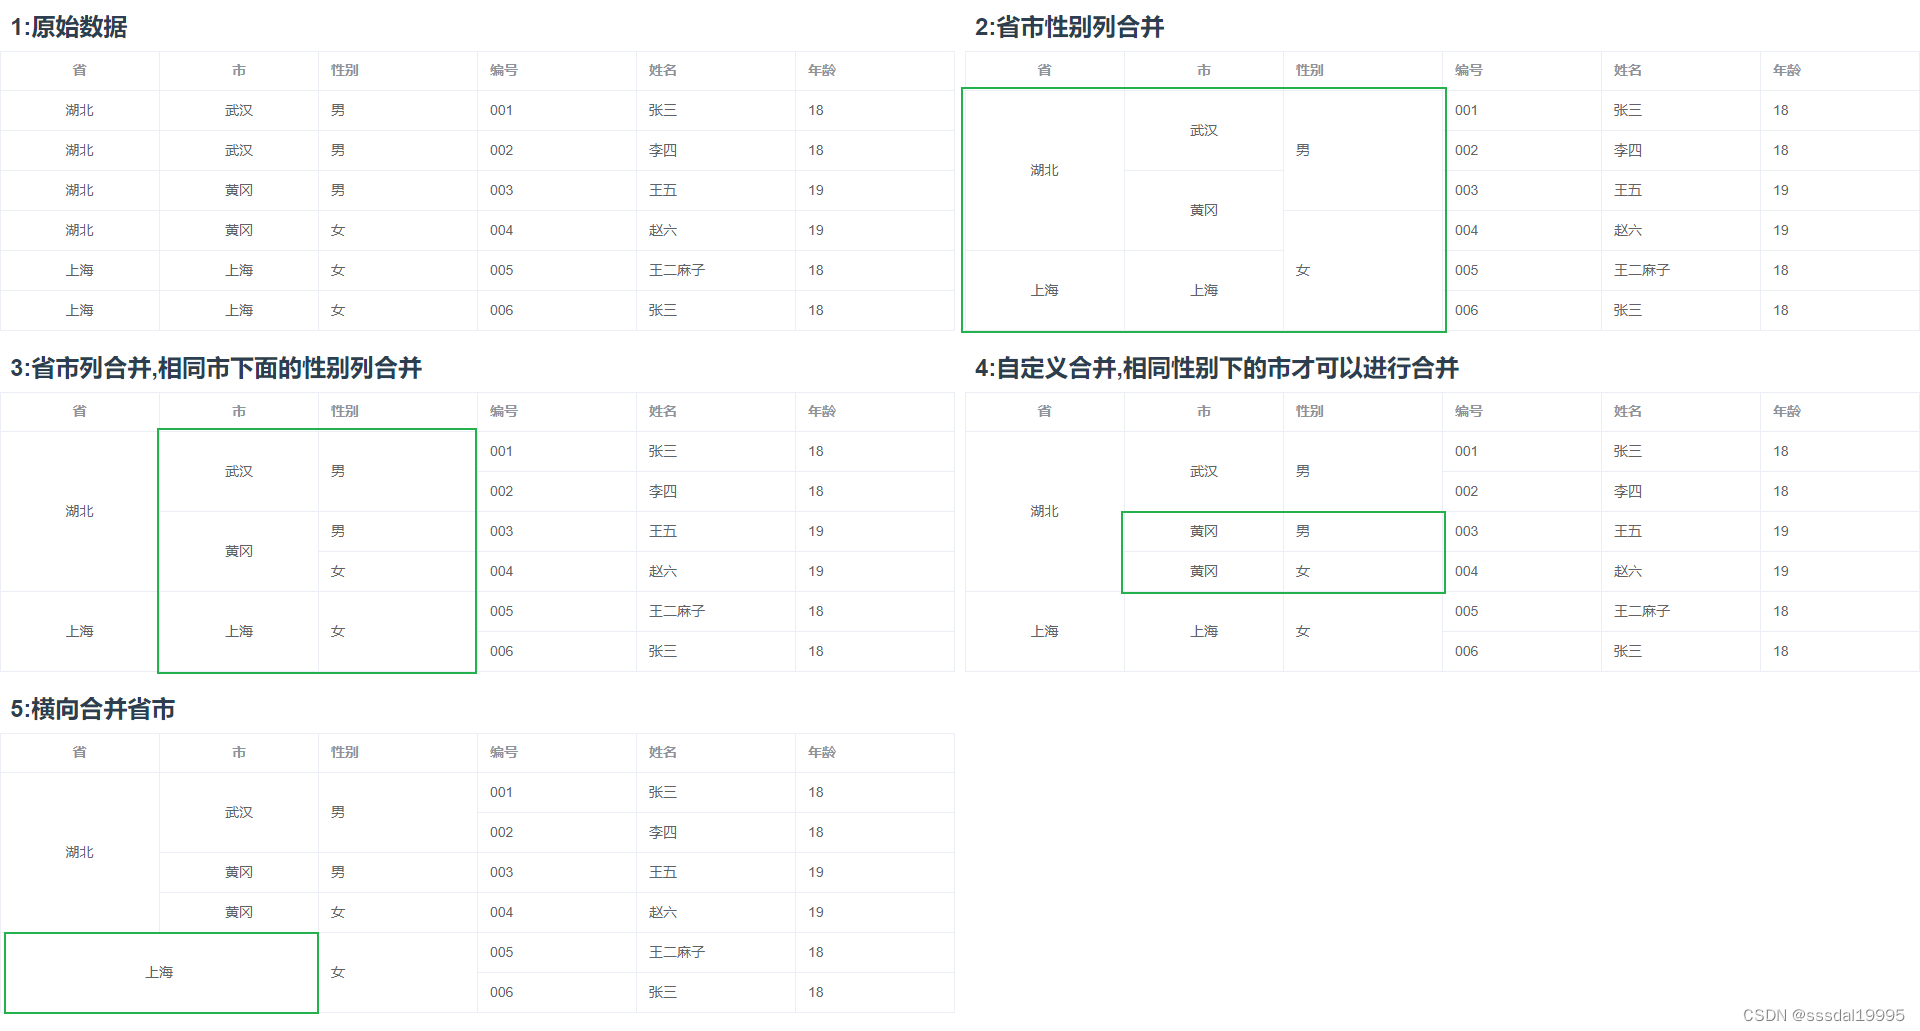 1:原始数据
省 市 性别 编号 姓名 年龄
湖北 武汉 男 001 张三 18
湖北 武汉 男 002 李四 18
湖北 黄冈 男 003 王五 19
湖北 黄冈 女 004 赵六 19
上海 上海 女 005 王二麻子 18
上海 上海 女 006 张三 18
2:省市性别列合并
省 市 性别 编号 姓名 年龄
湖北 武汉 男 001 张三 18
002 李四 18
黄冈 003 王五 19
女 004 赵六 19
上海 上海 005 王二麻子 18
006 张三 18
3:省市列合并,相同市下面的性别列合并
省 市 性别 编号 姓名 年龄
湖北 武汉 男 001 张三 18
002 李四 18
黄冈 男 003 王五 19
女 004 赵六 19
上海 上海 女 005 王二麻子 18
006 张三 18
4:自定义合并,相同性别下的市才可以进行合并
省 市 性别 编号 姓名 年龄
湖北 武汉 男 001 张三 18
002 李四 18
黄冈 男 003 王五 19
黄冈 女 004 赵六 19
上海 上海 女 005 王二麻子 18
006 张三 18
5:横向合并省市
省 市 性别 编号 姓名 年龄
湖北 武汉 男 001 张三 18
002 李四 18
黄冈 男 003 王五 19
黄冈 女 004 赵六 19
上海 女 005 王二麻子 18
006 张三 18
CSDN @sssdal19995